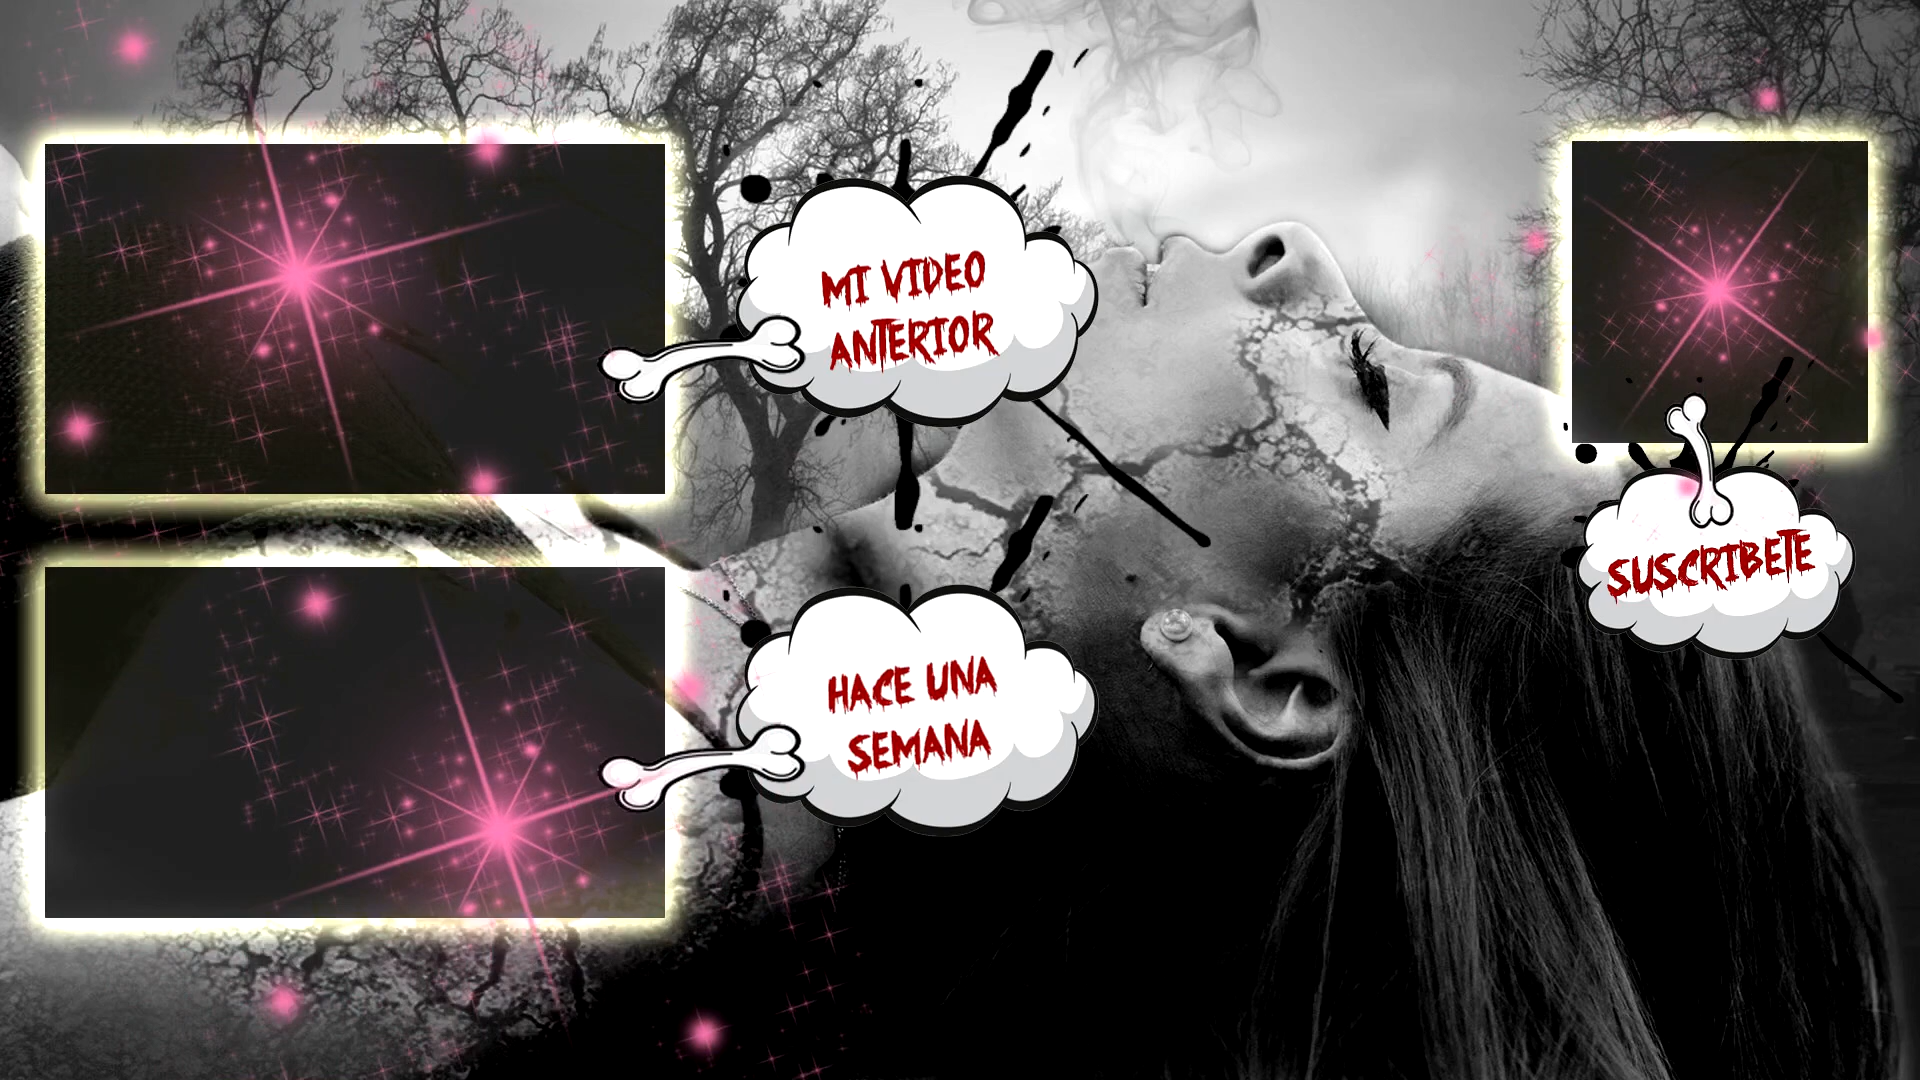 MI VIDEO
ANTERIOR
SUSCRIBETE
HACE UNA
SEMANA